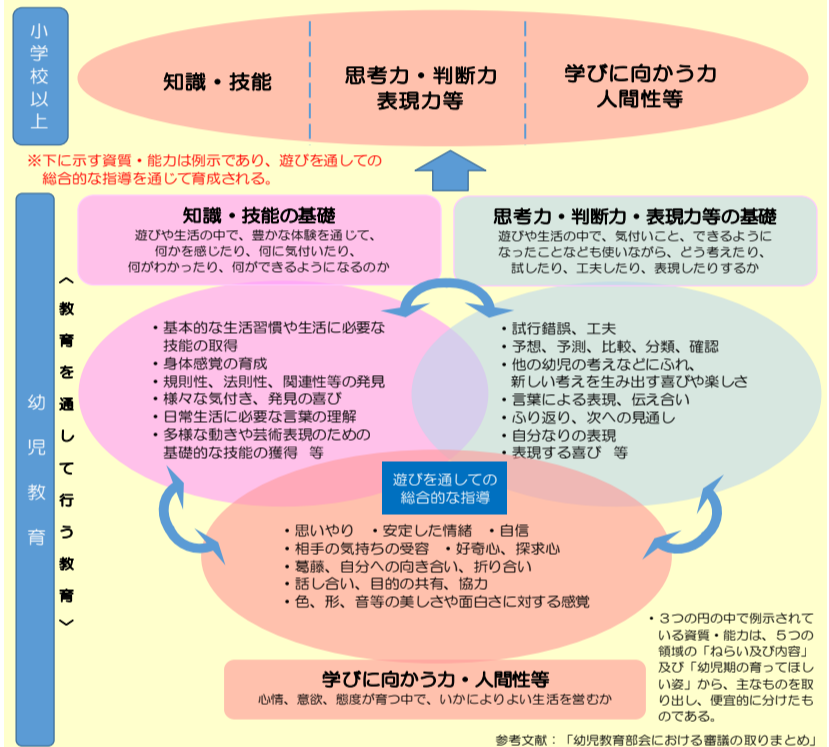 小学校以上
知識・技能
思考力・判断力
表現力等
学びに向かう力
人間性等
※下に示す資質・能力は例示であり、遊びを通しての
総合的な指導を通じて育成される。
幼児教育
〈教育を通して行う教育〉
知識・技能の基礎
遊びや生活の中で、豊かな体験を通じて、
何かを感じたり、何に気付いたり、
何がわかったり、何ができるようになるのか
思考力・判断力・表現力等の基礎
遊びや生活の中で、気付いこと、できるように
なったことなども使いながら、どう考えたり、
試したり、工夫したり、表現したりするか
・基本的な生活習慣や生活に必要な
技能の取得
・身体感覚の育成
・規則性、法則性、関連性等の発見
・様々な気付き、発見の喜び
・日常生活に必要な言葉の理解
・多様な動きや芸術表現のための
基礎的な技能の獲得 等
・試行錯誤、工夫
・予想、予測、比較、分類、確認
・他の幼児の考えなどにふれ、
新しい考えを生み出す喜びや楽しさ
・言葉による表現、伝え合い
・ふり返り、次への見通し
・自分なりの表現
・表現する喜び 等
遊びを通しての
総合的な指導
・思いやり ・安定した情緒 ・自信
・相手の気持ちの受容 ・好奇心、探求心
・葛藤、自分への向き合い、折り合い
・話し合い、目的の共有、協力
・色、形、音等の美しさや面白さに対する感覚
学びに向かう力・人間性等
心情、意欲、態度が育つ中で、いかによりよい生活を営むか
・３つの円の中で例示されて
いる資質・能力は、５つの
領域の「ねらい及び内容」
及び「幼児期の育ってほし
い姿」から、主なものを取
り出し、便宜的に分けたも
のである。
参考文献：「幼児教育部会における審議の取りまとめ」